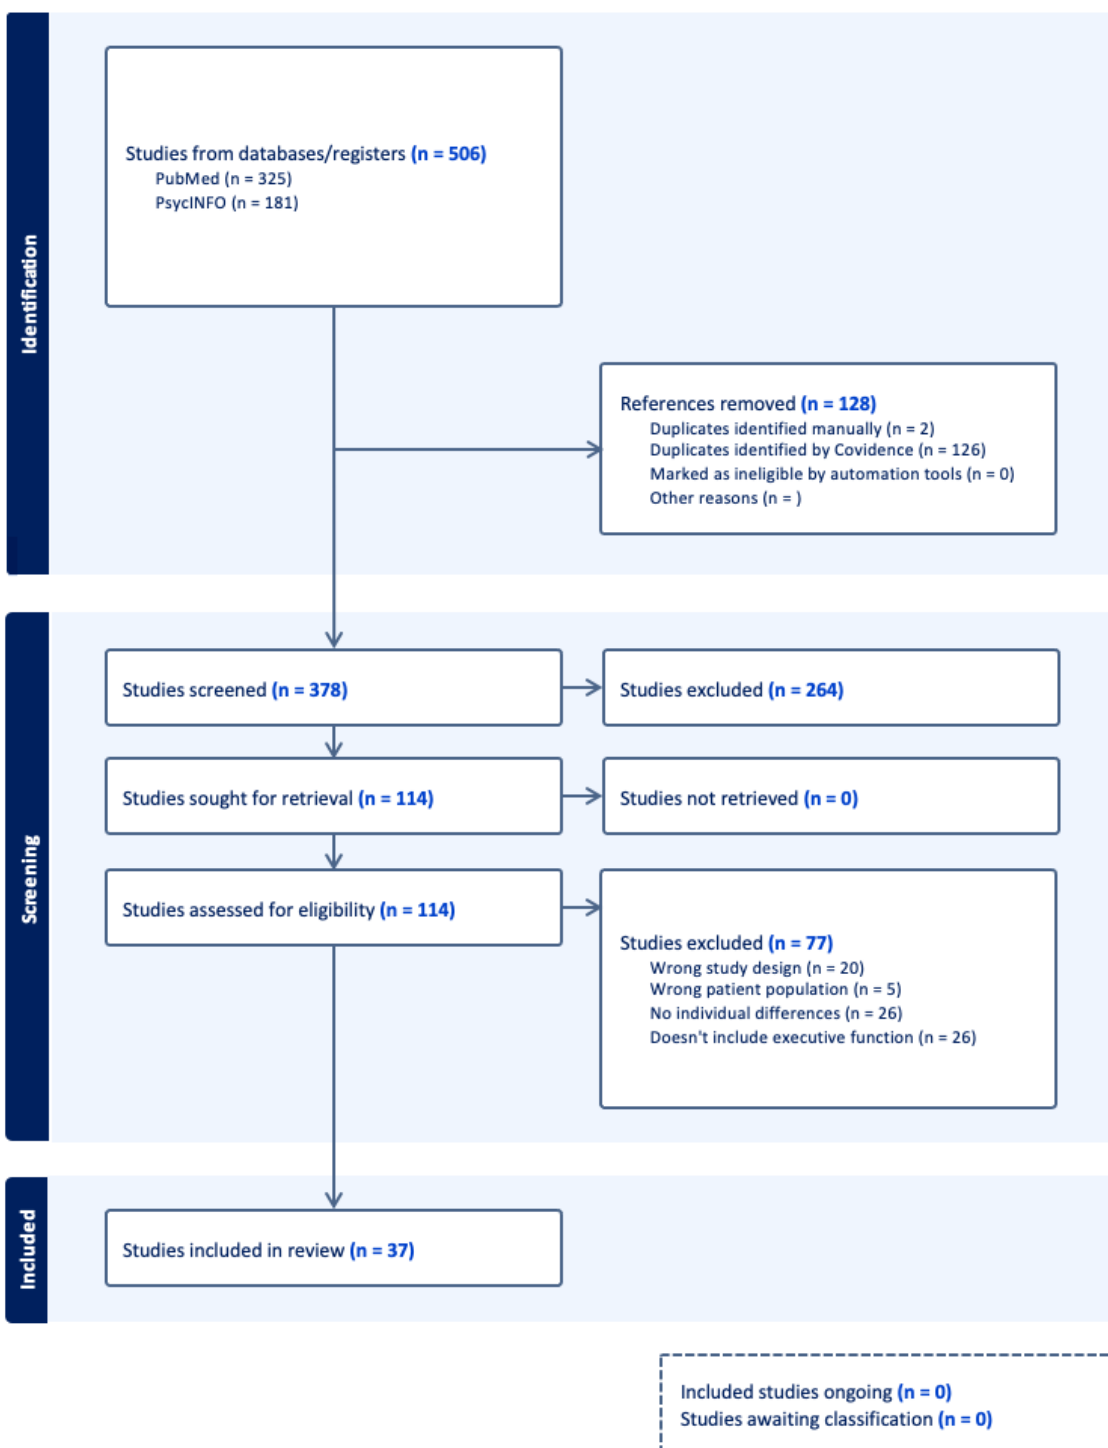 Identification
Studies from databases/registers (n = 506)
PubMed (n = 325)
PsycINFO (n = 181)
References removed (n = 128)
Duplicates identified manually (n = 2)
Duplicates identified by Covidence (n = 126)
Marked as ineligible by automation tools (n = 0)
Other reasons (n = )
Screening
Studies screened (n = 378)
Studies excluded (n = 264)
Studies sought for retrieval (n = 114)
Studies not retrieved (n = 0)
Studies assessed for eligibility (n = 114)
Studies excluded (n = 77)
Wrong study design (n = 20)
Wrong patient population (n = 5)
No individual differences (n = 26)
Doesn't include executive function (n = 26)
Included
Studies included in review (n = 37)
Included studies ongoing (n = 0)
Studies awaiting classification (n = 0)